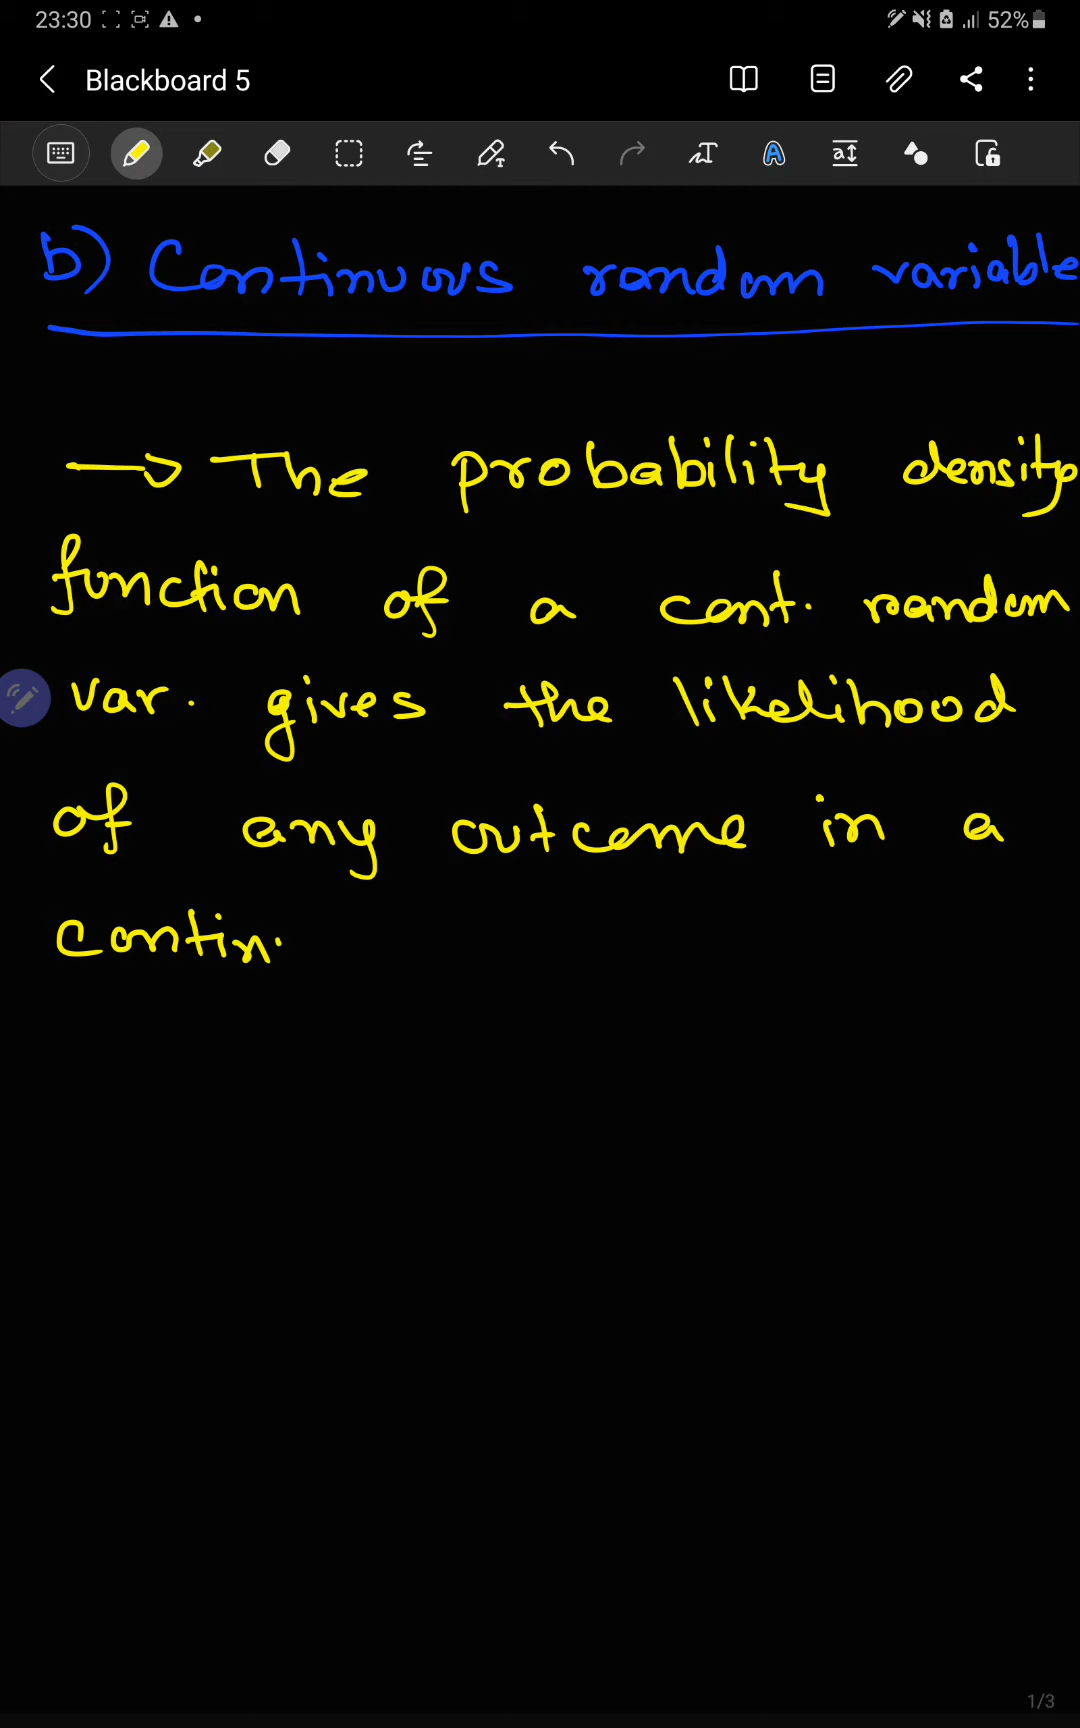 23:30
52%
Blackboard 5
b) Continuous random variable
→ The probability density
function of a cont. random
var. gives the likelihood
of any outcome in a
contin.
1/3